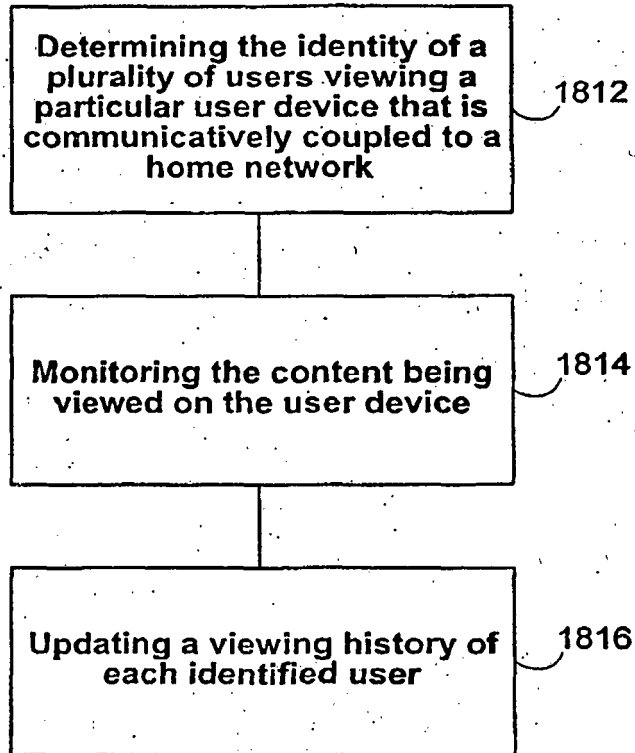 Determining the identity of a
plurality of users viewing a
particular user device that is
communicatively coupled to a
home network
1812
Monitoring the content being
viewed on the user device
1814
Updating a viewing history of
each identified user
1816